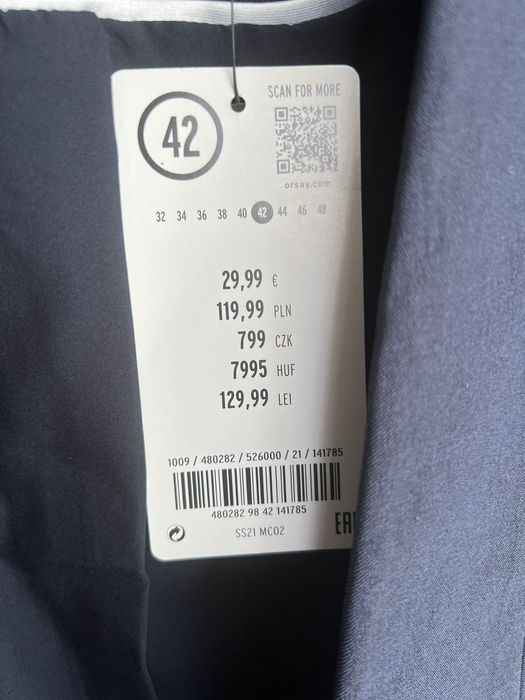 SCAN FOR MORE
42
orsay.com
32 34 36 38 40 42 44 46 48
29,99 €
119,99 PLN
799 CZK
7995 HUF
129,99 LEI
1009 / 480282 / 526000 / 21 / 141785
480282 98 42 141785
SS21 MC02